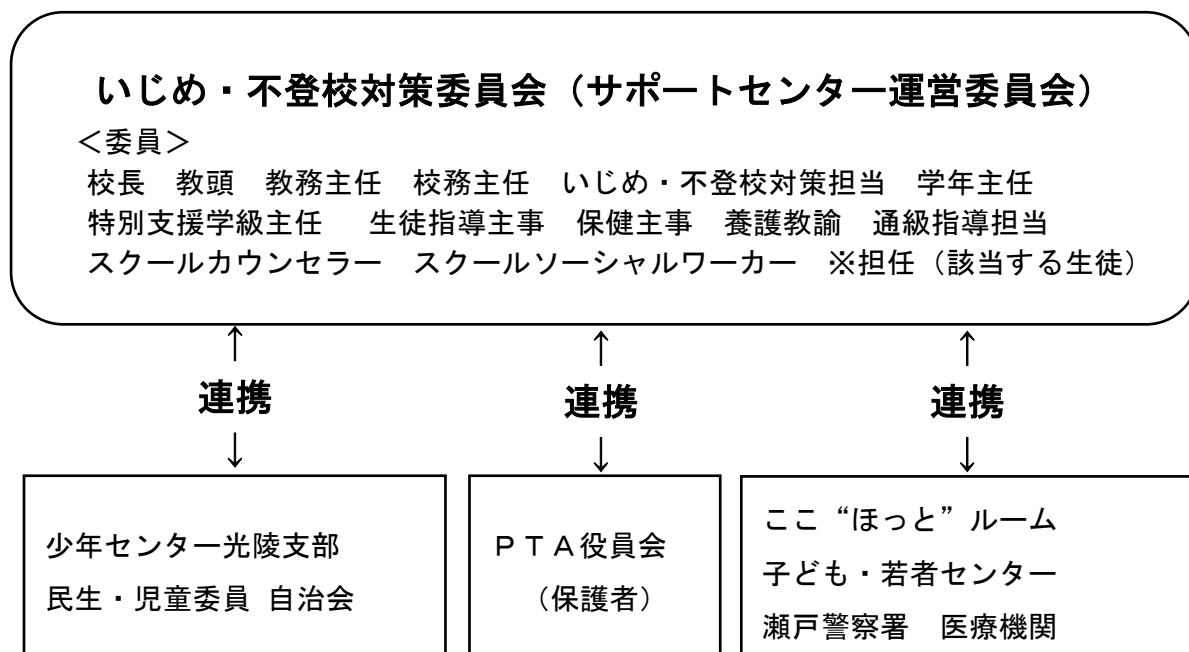 いじめ・不登校対策委員会（サポートセンター運営委員会）
＜委員＞
校長　教頭　教務主任　校務主任　いじめ・不登校対策担当　学年主任
特別支援学級主任　生徒指導主事　保健主事　養護教諭　通級指導担当
スクールカウンセラー　スクールソーシャルワーカー　※担任（該当する生徒）
↑　↑　↑
連携　連携　連携
↓　↓　↓
少年センター光陵支部
民生・児童委員 自治会
ＰＴＡ役員会
（保護者）
ここ“ほっと”ルーム
子ども・若者センター
瀬戸警察署　医療機関